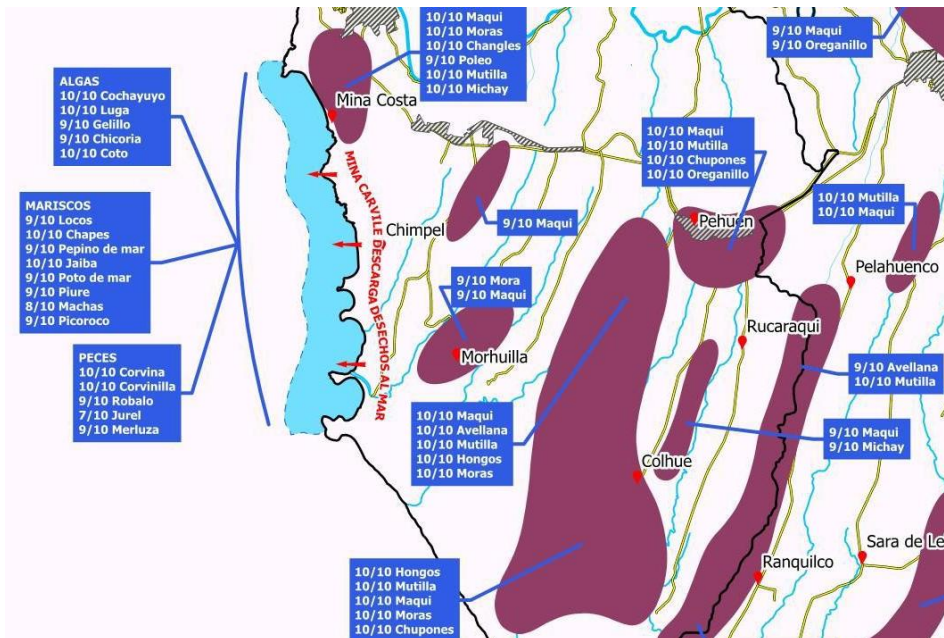 10/10 Maqui
10/10 Moras
10/10 Changles
9/10 Poleo
10/10 Mutilla
10/10 Michay
9/10 Maqui
9/10 Oreganillo
ALGAS
10/10 Cochayuyo
10/10 Luga
9/10 Gelillo
9/10 Chicoria
10/10 Coto
Mina Costa
10/10 Maqui
10/10 Mutilla
10/10 Chupones
10/10 Oreganillo
MINA CARVILE DESCARGA DESECHOS AL MAR
MARISCOS
9/10 Locos
10/10 Chapes
9/10 Pepino de mar
10/10 Jaiba
9/10 Poto de mar
9/10 Piure
8/10 Machas
9/10 Picoroco
Chimpel
9/10 Maqui
Pehuen
10/10 Mutilla
10/10 Maqui
Pelahuenco
9/10 Mora
9/10 Maqui
Morhuilla
Rucaraqui
PECES
10/10 Corvina
10/10 Corvinilla
9/10 Robalo
7/10 Jurel
9/10 Merluza
9/10 Avellana
10/10 Mutilla
10/10 Maqui
10/10 Avellana
10/10 Mutilla
10/10 Hongos
10/10 Moras
9/10 Maqui
9/10 Michay
Colhue
Ranquilco
Sara de Le
10/10 Hongos
10/10 Mutilla
10/10 Maqui
10/10 Moras
10/10 Chupones